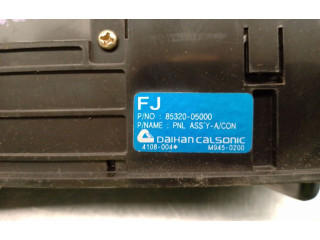 FJ
P/NO : 85320-05000
P/NAME : PNL ASS'Y-A/CON
DAIHAN CALSONIC
4108-004* M945-0200